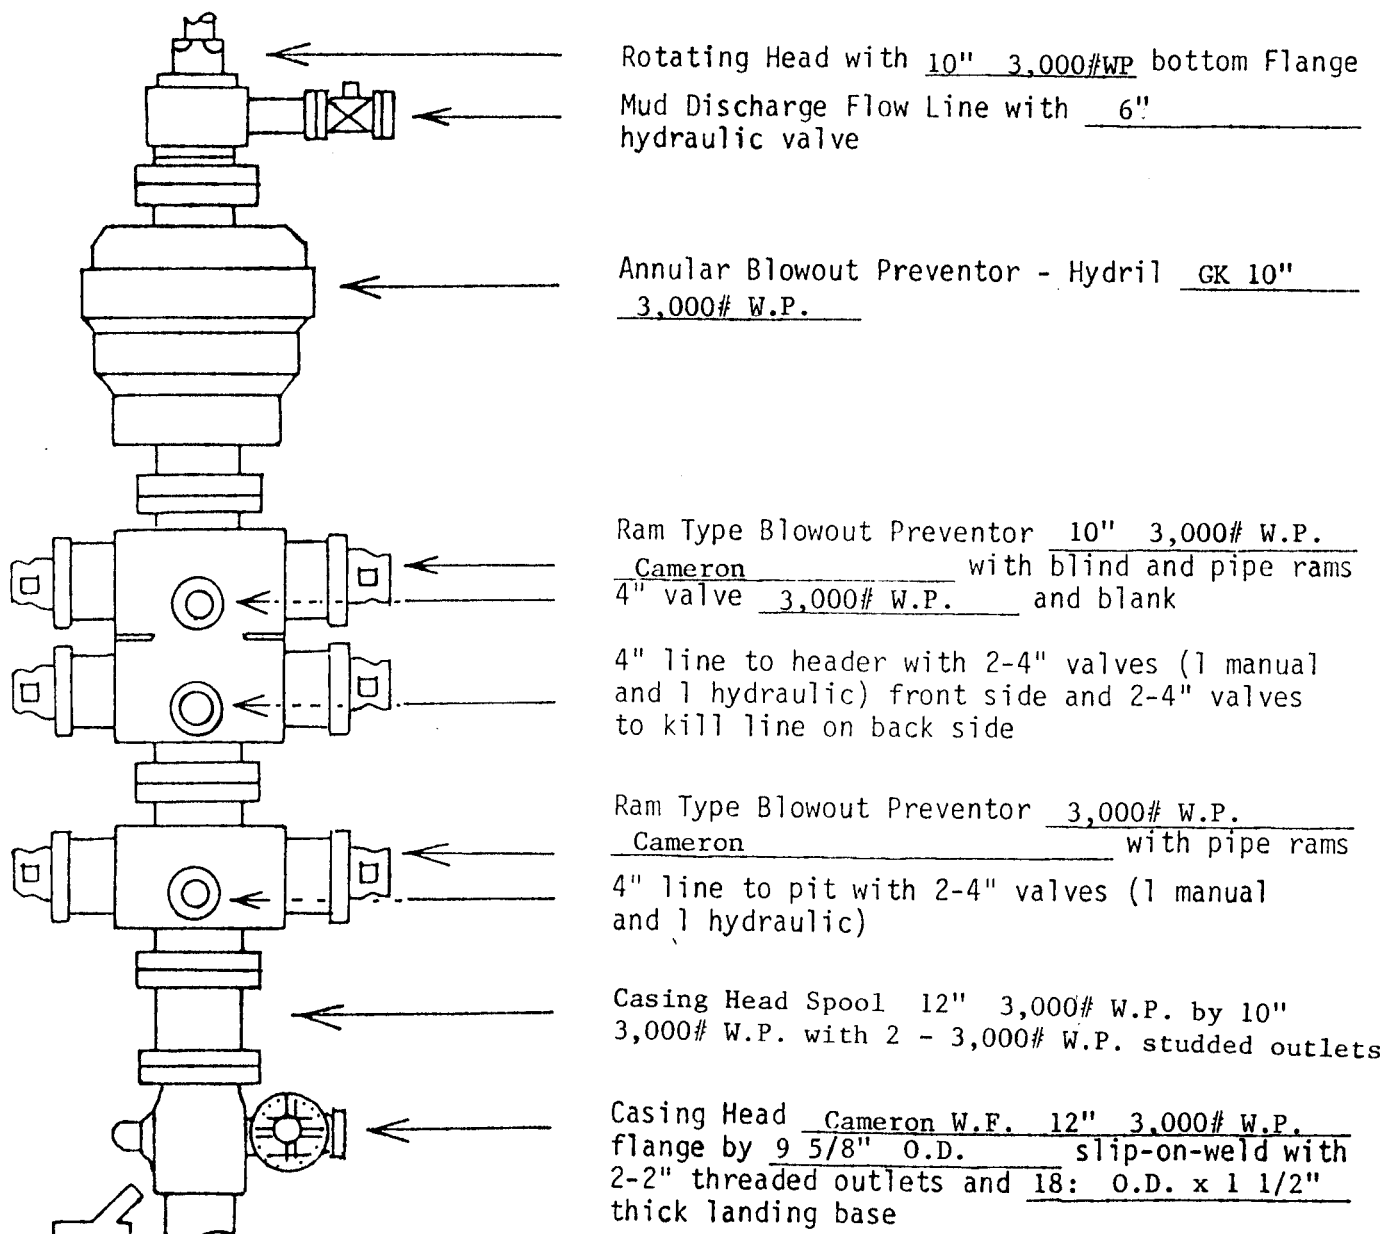 Rotating Head with 10" 3,000#WP bottom Flange
Mud Discharge Flow Line with 6"
hydraulic valve
Annular Blowout Preventor - Hydril GK 10"
3,000# W.P.
Ram Type Blowout Preventor 10" 3,000# W.P.
Cameron with blind and pipe rams
4" valve 3,000# W.P. and blank
4" line to header with 2-4" valves (1 manual
and 1 hydraulic) front side and 2-4" valves
to kill line on back side
Ram Type Blowout Preventor 3,000# W.P.
Cameron with pipe rams
4" line to pit with 2-4" valves (1 manual
and 1 hydraulic)
Casing Head Spool 12" 3,000# W.P. by 10"
3,000# W.P. with 2 - 3,000# W.P. studded outlets
Casing Head Cameron W.F. 12" 3,000# W.P.
flange by 9 5/8" O.D. slip-on-weld with
2-2" threaded outlets and 18: O.D. x 1 1/2"
thick landing base